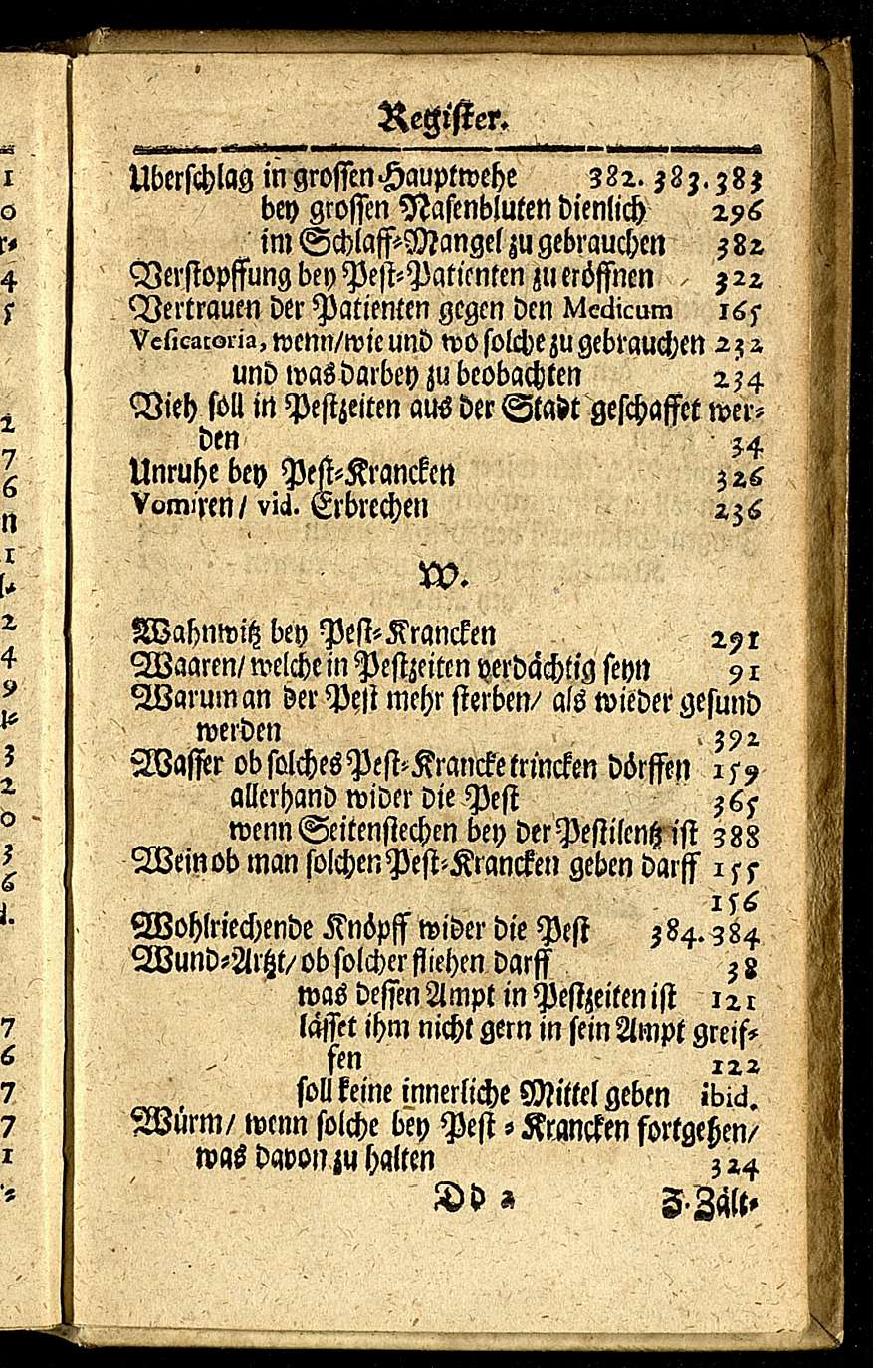 Register.
Uberschlag in grossen Hauptwehe 382. 383. 383
bey grossen Nasenbluten dienlich 296
im Schlaff-Mangel zu gebrauchen 382
Verstopffung bey Pest-Patienten zu eröffnen 322
Vertrauen der Patienten gegen den Medicum 165
Vesicatoria, wenn/wie und wo solche zu gebrauchen 232
und was darbey zu beobachten 234
Vieh soll in Pestzeiten aus der Stadt geschaffet wer-
den 34
Unruhe bey Pest-Krancken 326
Vomiren / vid. Erbrechen 236
W.
Wahnwitz bey Pest-Krancken 291
Waaren/ welche in Pestzeiten verdächtig seyn 91
Warum an der Pest mehr sterben/ als wieder gesund
werden 392
Wasser ob solches Pest-Krancke trincken dörffen 159
allerhand wider die Pest 365
wenn Seitenstechen bey der Pestilentz ist 388
Wein ob man solchen Pest-Krancken geben darff 155
156
Wohlriechende Knöpff wider die Pest 384. 384
Wund-Artzt/ ob solcher fliehen darff 38
was dessen Ampt in Pestzeiten ist 121
lässet ihm nicht gern in sein Ampt greif-
fen 122
soll keine innerliche Mittel geben ibid.
Würm/ wenn solche bey Pest-Krancken fortgehen/
was davon zu halten 324
Dd 2 Z. Zält-